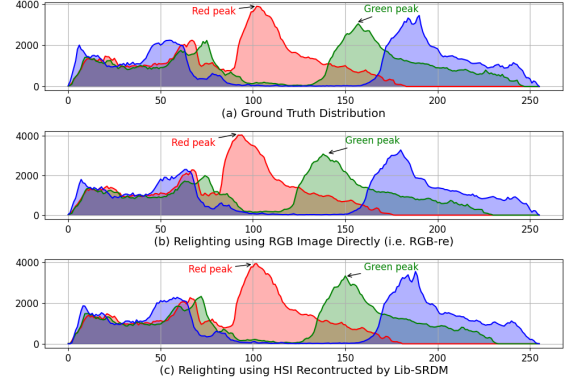 4000
Red peak
Green peak
2000
0
0 50 100 150 200 250
(a) Ground Truth Distribution
4000
Red peak
Green peak
2000
0
0 50 100 150 200 250
(b) Relighting using RGB Image Directly (i.e. RGB-re)
4000
Red peak
Green peak
2000
0
0 50 100 150 200 250
(c) Relighting using HSI Reconstructed by Lib-SRDM